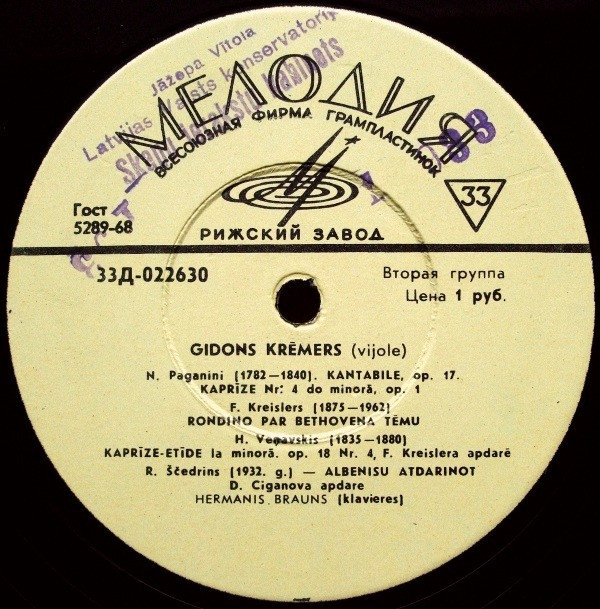 Jāzepa Vītola
Latvijas Valsts konservatorija
МЕЛОДИЯ
ВСЕСОЮЗНАЯ ФИРМА ГРАМПЛАСТИНОК
33
Гост
5289-68
РИЖСКИЙ ЗАВОД
33Д-022630
Вторая группа
Цена 1 руб.
GIDONS KRĒMERS (vijole)
N. Paganini (1782—1840). KANTABILE, op. 17.
KAPRĪZE Nr. 4 do minorā, op. 1
F. Kreislers (1875—1962)
RONDINO PAR BETHOVENA TĒMU
H. Veņavskis (1835—1880)
KAPRĪZE-ETĪDE la minorā. op. 18 Nr. 4, F. Kreislera apdarē
R. Ščedrins (1932. g.) — ALBENISU ATDARINOT
D. Ciganova apdare
HERMANIS BRAUNS (klavieres)